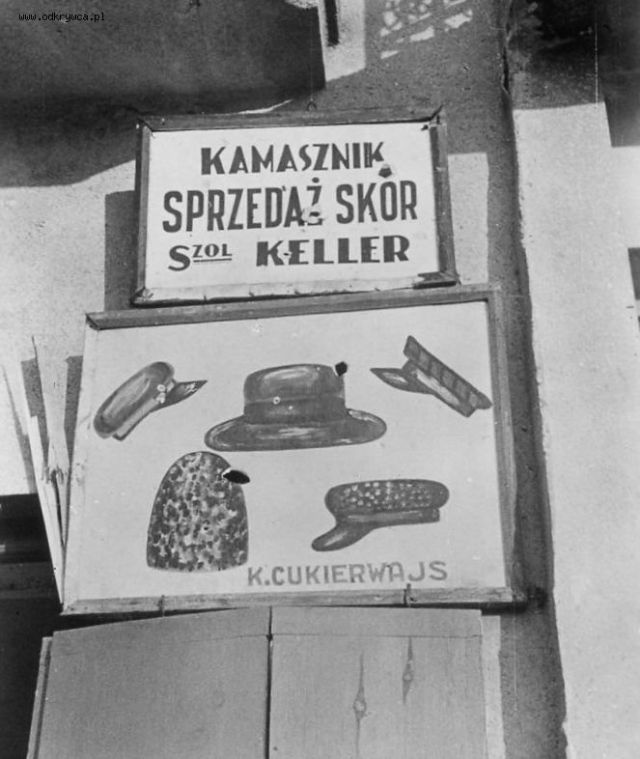 www.odkrywca.pl
KAMASZNIK
SPRZEDAŻ SKÓR
SZOL KELLER
K. CUKIERWAJS